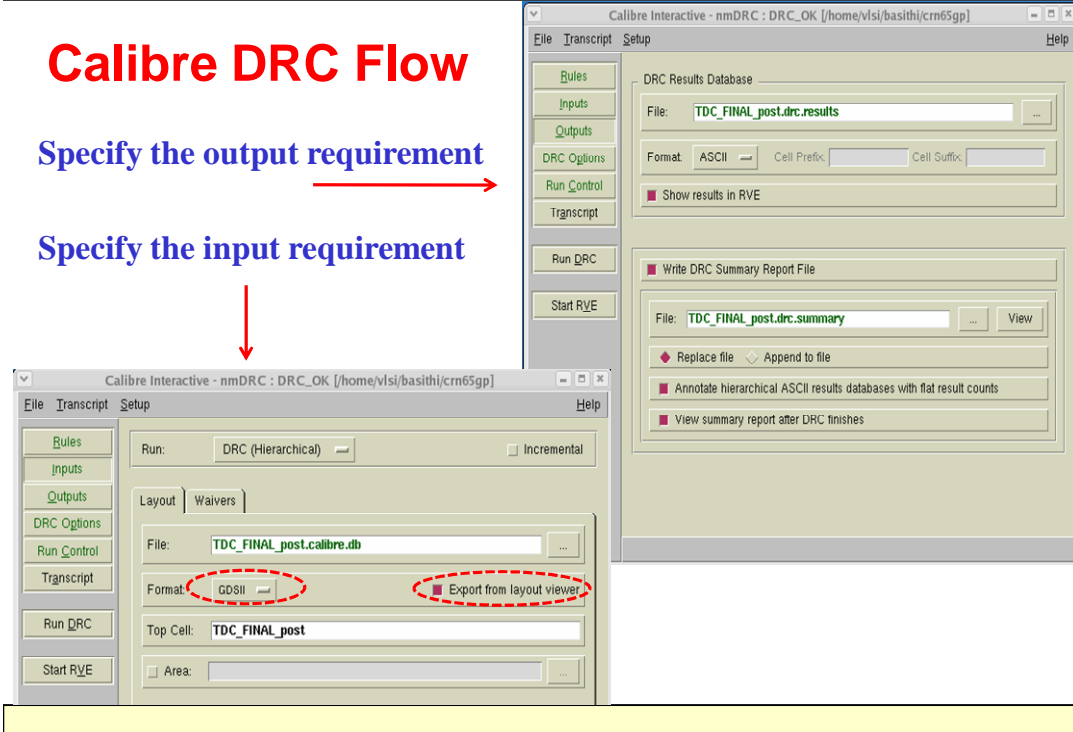 Calibre DRC Flow
Specify the output requirement
Specify the input requirement
Calibre Interactive - nmDRC : DRC_OK [/home/vlsi/basithi/crn65gp]
File Transcript Setup Help
Rules
Inputs
Outputs
DRC Options
Run Control
Transcript
Run DRC
Start RVE
DRC Results Database
File: TDC_FINAL_post.drc.results ...
Format: ASCII Cell Prefix: Cell Suffix:
Show results in RVE
Write DRC Summary Report File
File: TDC_FINAL_post.drc.summary ... View
Replace file Append to file
Annotate hierarchical ASCII results databases with flat result counts
View summary report after DRC finishes
Calibre Interactive - nmDRC : DRC_OK [/home/vlsi/basithi/crn65gp]
File Transcript Setup Help
Rules
Inputs
Outputs
DRC Options
Run Control
Transcript
Run DRC
Start RVE
Run: DRC (Hierarchical) Incremental
Layout Waivers
File: TDC_FINAL_post.calibre.db ...
Format: GDSII Export from layout viewer
Top Cell: TDC_FINAL_post
Area: ...